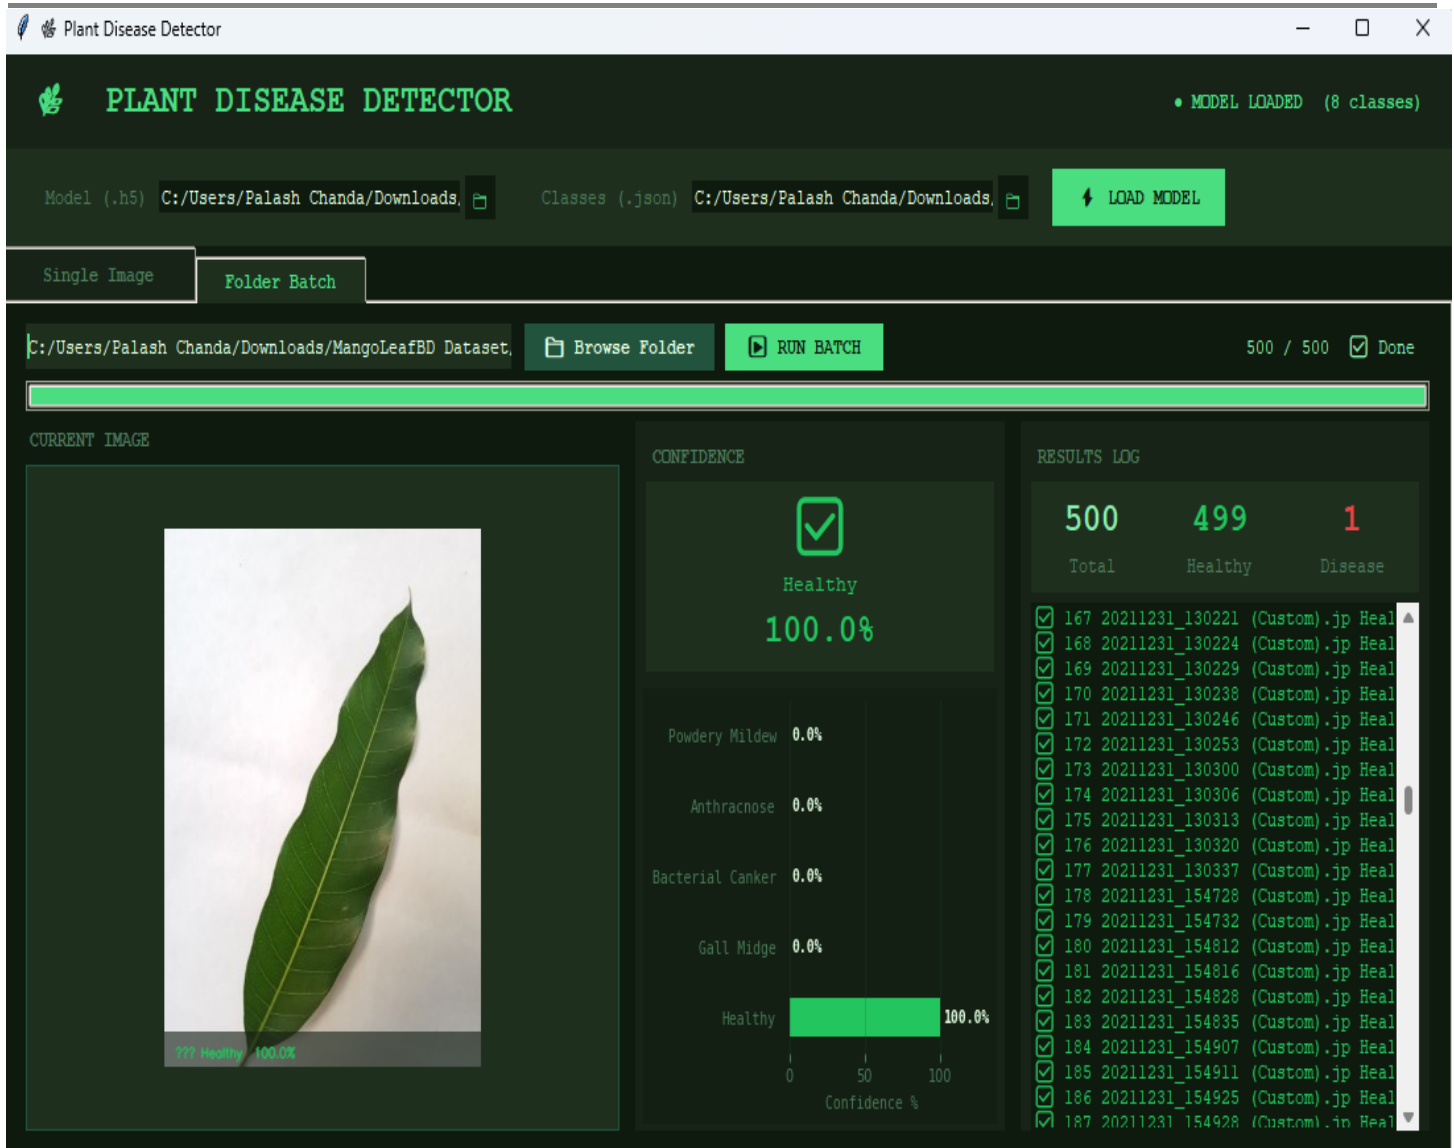 Plant Disease Detector
PLANT DISEASE DETECTOR
● MODEL LOADED (8 classes)
Model (.h5) C:/Users/Palash Chanda/Downloads,
Classes (.json) C:/Users/Palash Chanda/Downloads,
LOAD MODEL
Single Image
Folder Batch
C:/Users/Palash Chanda/Downloads/MangoLeafBD Dataset,
Browse Folder
RUN BATCH
500 / 500 Done
CURRENT IMAGE
??? Healthy 100.0%
CONFIDENCE
Healthy
100.0%
Powdery Mildew 0.0%
Anthracnose 0.0%
Bacterial Canker 0.0%
Gall Midge 0.0%
Healthy 100.0%
0 50 100
Confidence %
RESULTS LOG
500 499 1
Total Healthy Disease
167 20211231_130221 (Custom).jp Heal
168 20211231_130224 (Custom).jp Heal
169 20211231_130229 (Custom).jp Heal
170 20211231_130238 (Custom).jp Heal
171 20211231_130246 (Custom).jp Heal
172 20211231_130253 (Custom).jp Heal
173 20211231_130300 (Custom).jp Heal
174 20211231_130306 (Custom).jp Heal
175 20211231_130313 (Custom).jp Heal
176 20211231_130320 (Custom).jp Heal
177 20211231_130337 (Custom).jp Heal
178 20211231_154728 (Custom).jp Heal
179 20211231_154732 (Custom).jp Heal
180 20211231_154812 (Custom).jp Heal
181 20211231_154816 (Custom).jp Heal
182 20211231_154828 (Custom).jp Heal
183 20211231_154835 (Custom).jp Heal
184 20211231_154907 (Custom).jp Heal
185 20211231_154911 (Custom).jp Heal
186 20211231_154925 (Custom).jp Heal
187 20211231_154928 (Custom).jp Heal